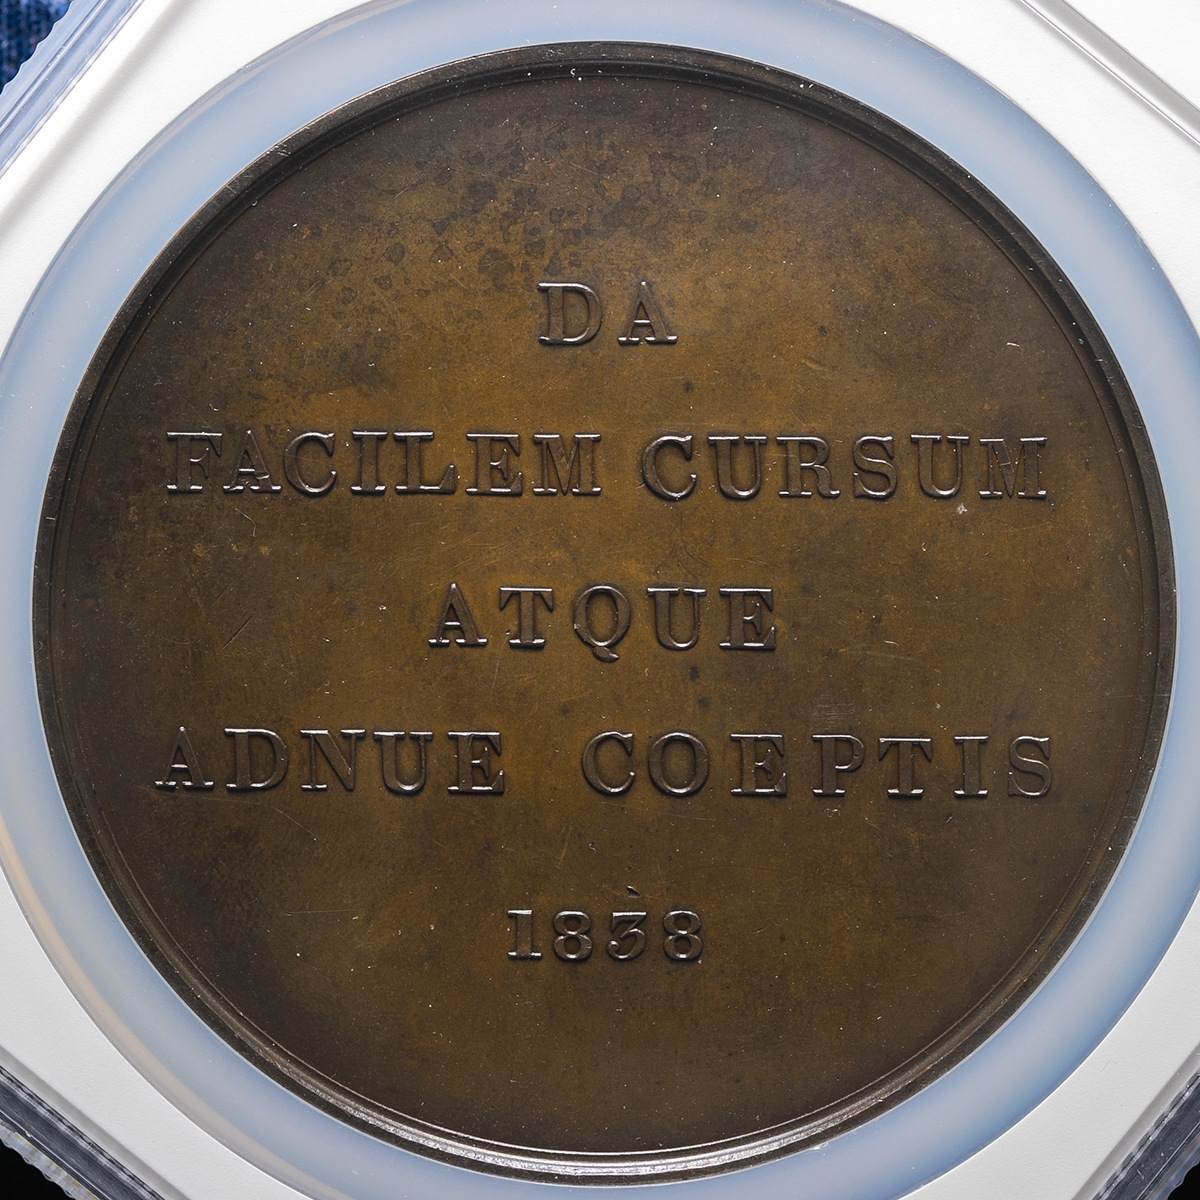 DA
FACILEM CURSUM
ATQUE
ADNUE COEPTIS
1838